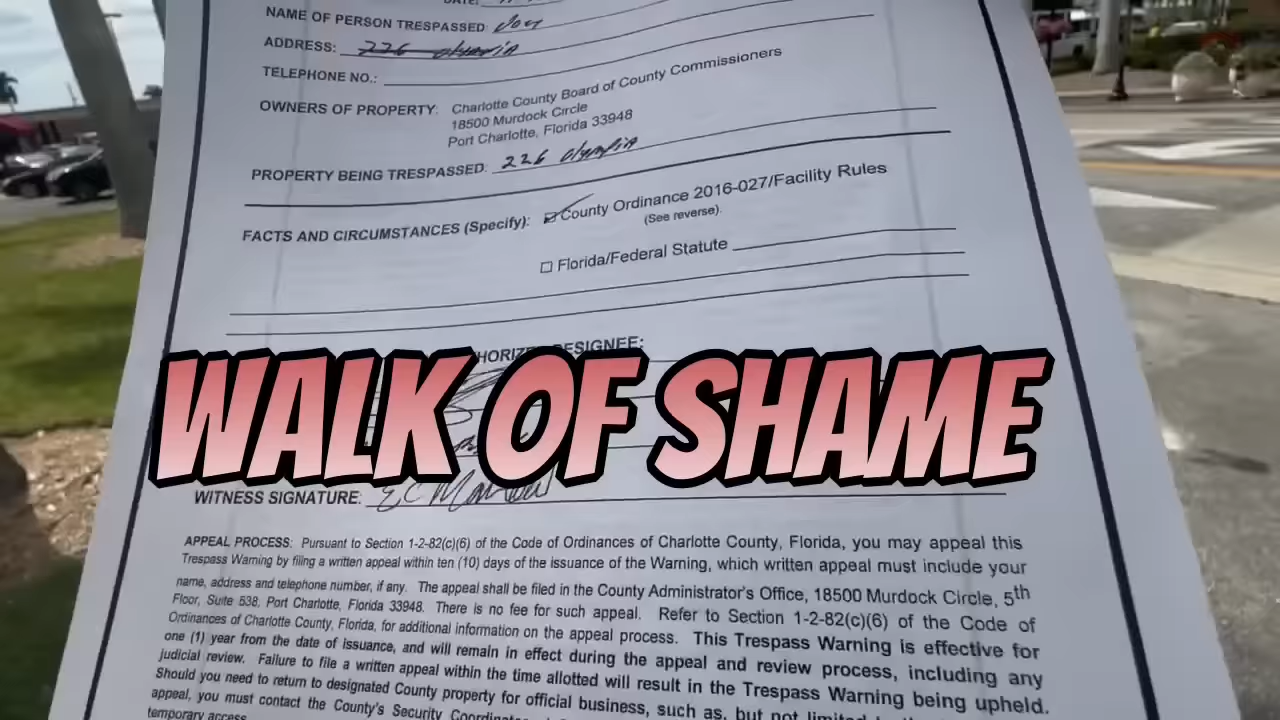 DATE:
NAME OF PERSON TRESPASSED: Joey
ADDRESS: 226 Olympia
TELEPHONE NO.:
OWNERS OF PROPERTY: Charlotte County Board of County Commissioners
18500 Murdock Circle
Port Charlotte, Florida 33948
PROPERTY BEING TRESPASSED: 226 Olympia
FACTS AND CIRCUMSTANCES (Specify): County Ordinance 2016-027/Facility Rules
(See reverse).
☐ Florida/Federal Statute
HORIZED DESIGNEE:
WALK OF SHAME
WITNESS SIGNATURE:
APPEAL PROCESS: Pursuant to Section 1-2-82(c)(6) of the Code of Ordinances of Charlotte County, Florida, you may appeal this
Trespass Warning by filing a written appeal within ten (10) days of the issuance of the Warning, which written appeal must include your
name, address and telephone number, if any. The appeal shall be filed in the County Administrator's Office, 18500 Murdock Circle, 5th
Floor, Suite 538, Port Charlotte, Florida 33948. There is no fee for such appeal. Refer to Section 1-2-82(c)(6) of the Code of
Ordinances of Charlotte County, Florida, for additional information on the appeal process. This Trespass Warning is effective for
one (1) year from the date of issuance, and will remain in effect during the appeal and review process, including any
judicial review. Failure to file a written appeal within the time allotted will result in the Trespass Warning being upheld.
Should you need to return to designated County property for official business, such as, but not limited
appeal, you must contact the County's Security
temporary access